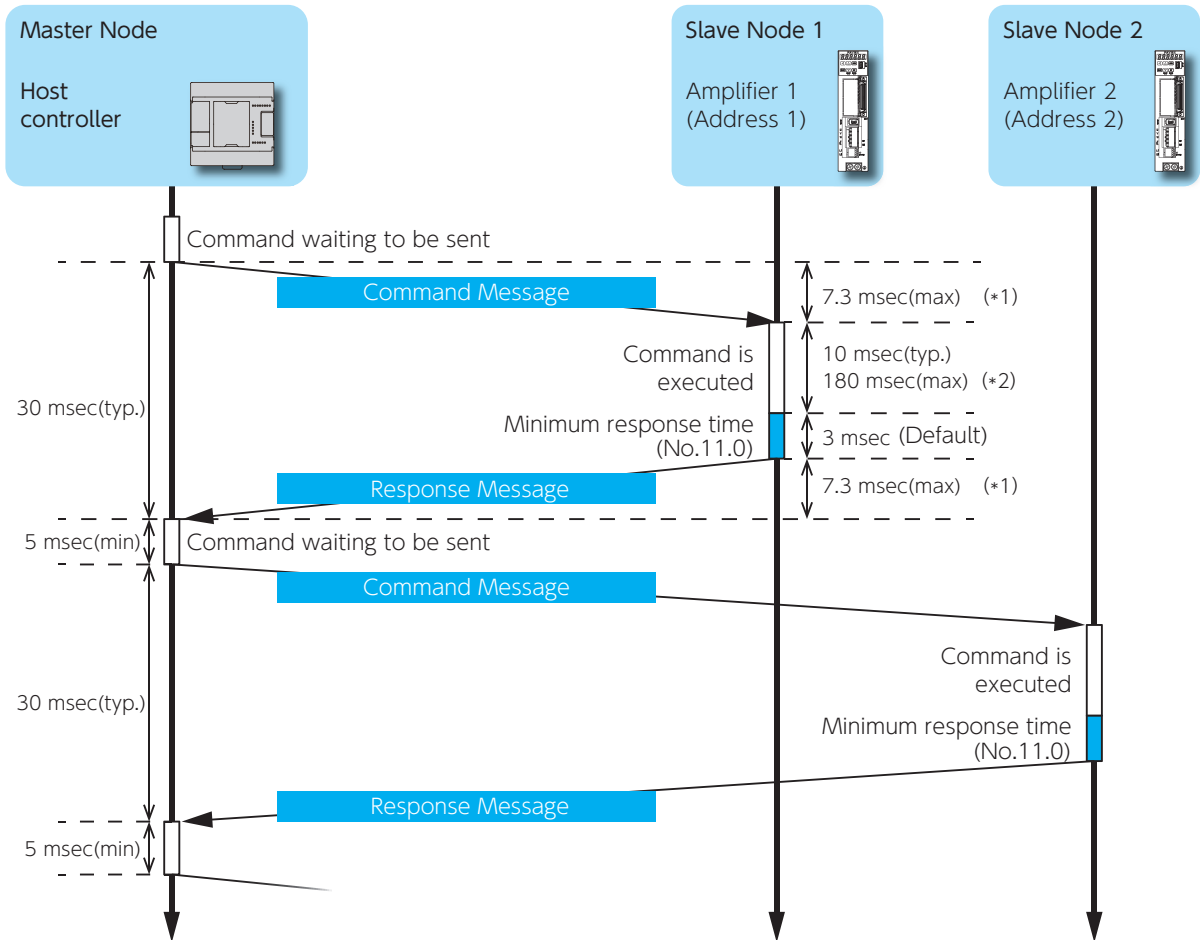 Master Node
Host
controller
Slave Node 1
Amplifier 1
(Address 1)
Slave Node 2
Amplifier 2
(Address 2)
Command waiting to be sent
Command Message
7.3 msec(max) (*1)
Command is
executed
10 msec(typ.)
180 msec(max) (*2)
30 msec(typ.)
Minimum response time
(No.11.0)
3 msec (Default)
Response Message
7.3 msec(max) (*1)
5 msec(min)
Command waiting to be sent
Command Message
Command is
executed
30 msec(typ.)
Minimum response time
(No.11.0)
Response Message
5 msec(min)